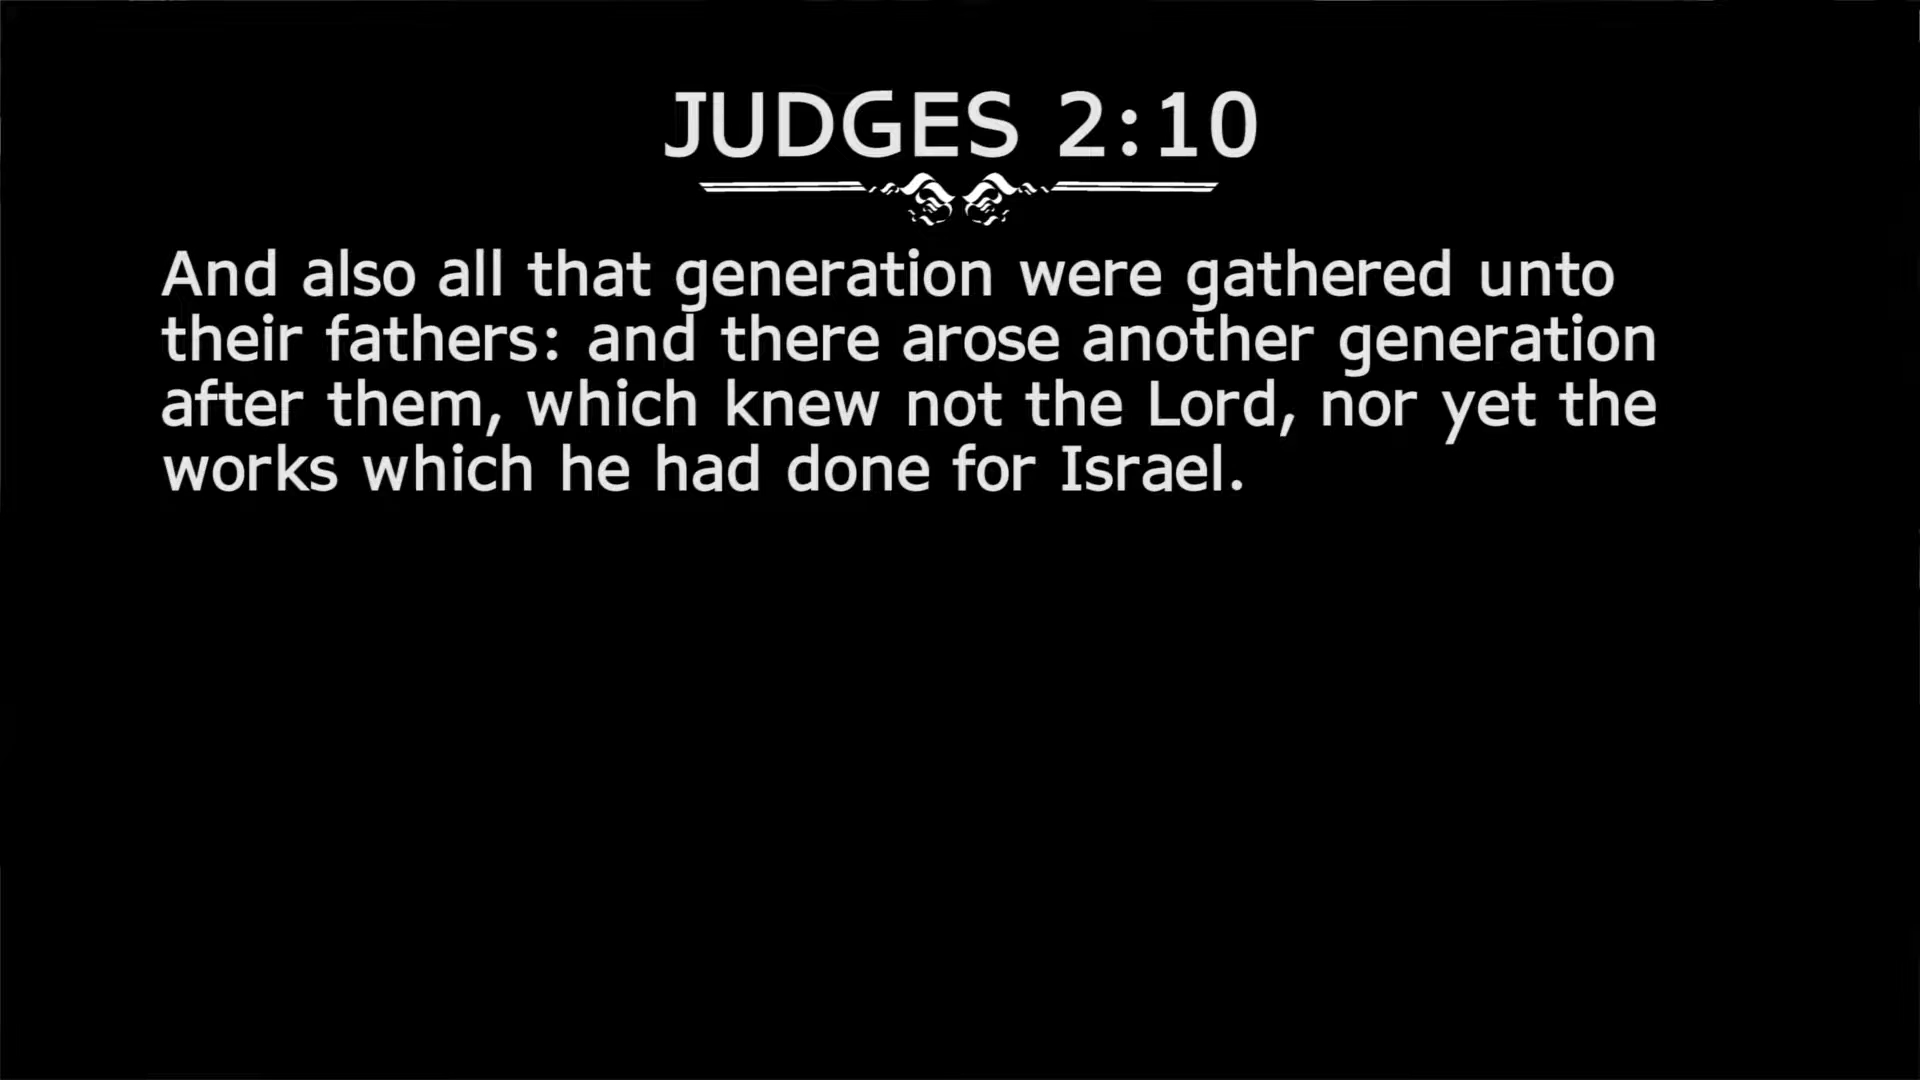 JUDGES 2:10
And also all that generation were gathered unto
their fathers: and there arose another generation
after them, which knew not the Lord, nor yet the
works which he had done for Israel.